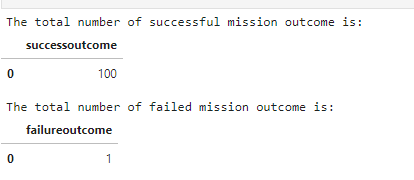 The total number of successful mission outcome is:
successoutcome
0 100
The total number of failed mission outcome is:
failureoutcome
0 1